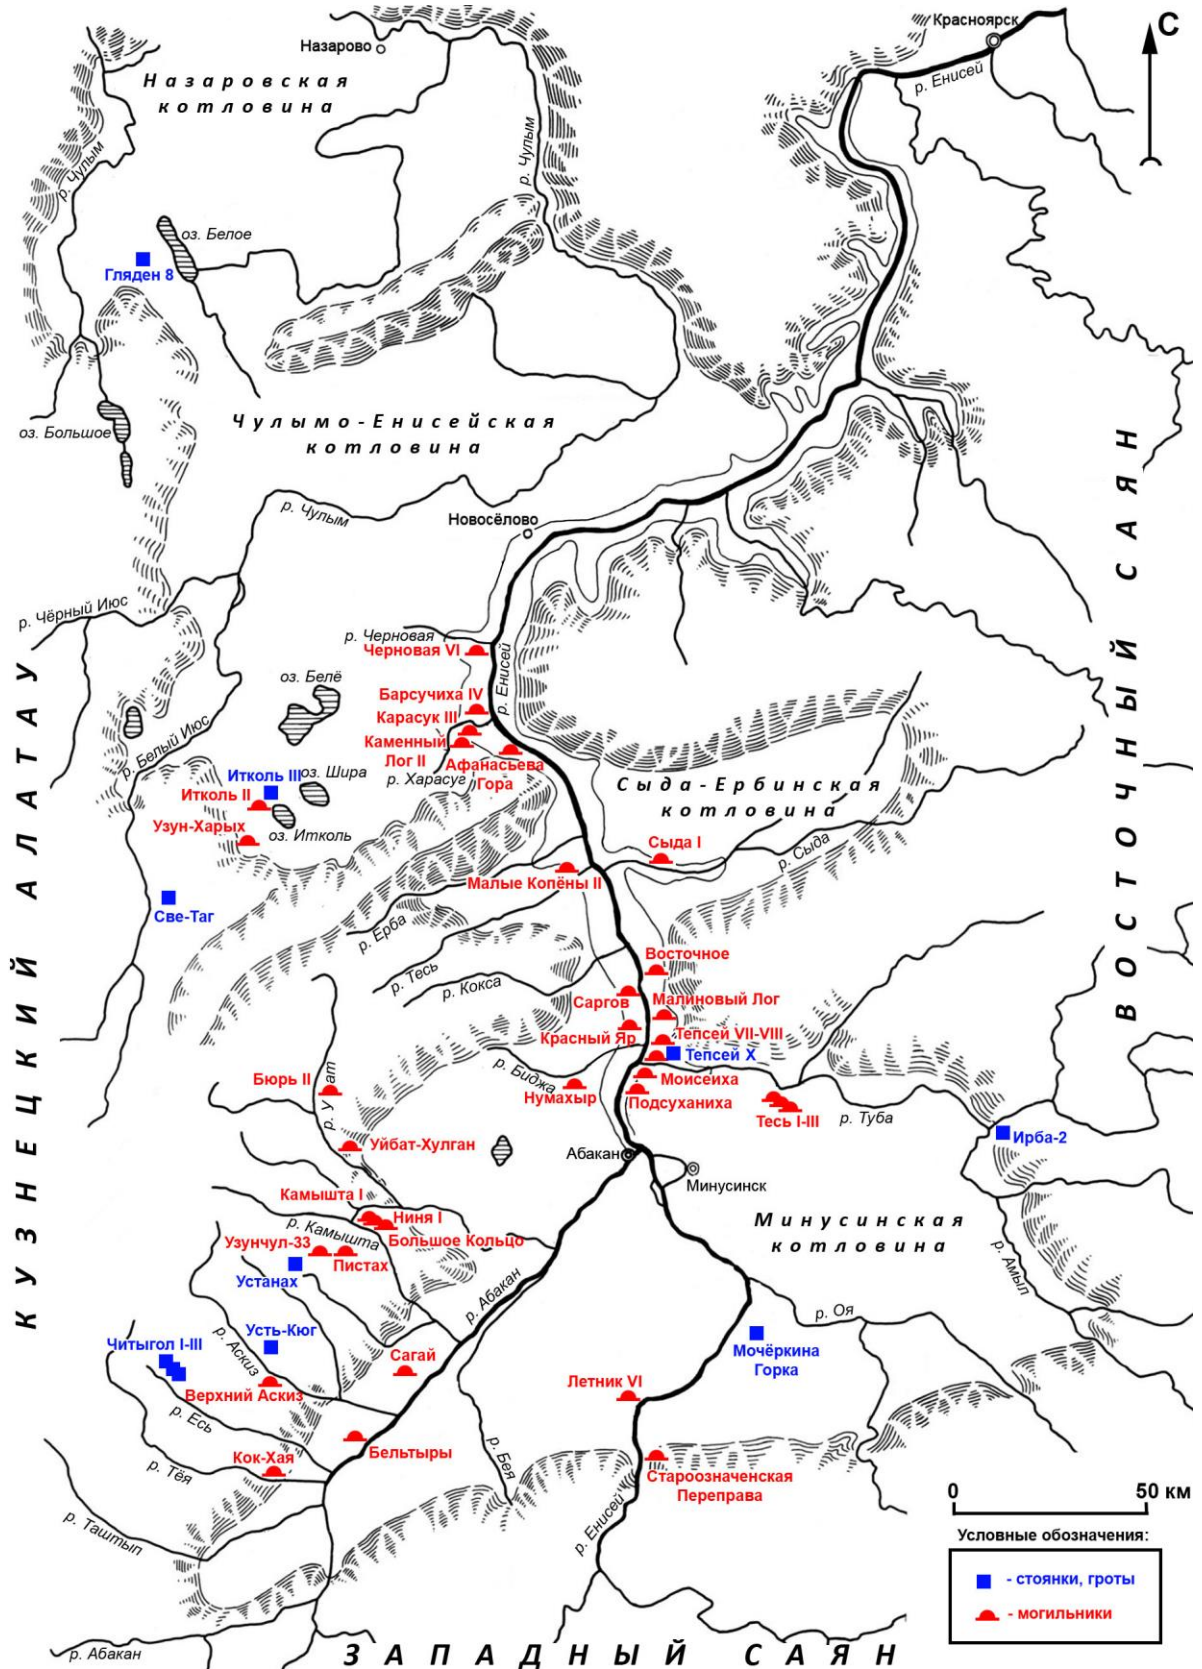 Красноярск
С
Назарово
Назаровская
котловина
р. Енисей
р. Чулым
р. Чулым
оз. Белое
Гляден 8
оз. Большое
Чулымо-Енисейская
котловина
р. Чулым
Новосёлово
р. Чёрный Июс
р. Черновая
Черновая VI
р. Енисей
оз. Белё
Барсучиха IV
Карасук III
Каменный
Лог II
р. Харасуг
Афанасьева
Гора
р. Белый Июс
Итколь III
оз. Шира
Итколь II
оз. Итколь
Узун-Харых
Сыда-Ербинская
котловина
Сыда I
р. Сыда
Малые Копёны II
Све-Таг
р. Ерба
р. Тесь
р. Кокса
Восточное
Саргов
Малиновый Лог
Красный Яр
Тепсей VII-VIII
Тепсей X
р. Биджа
Нумахыр
Моисеиха
Подсуханиха
Тесь I-III
р. Туба
Бюрь II
р. У ат
Ирба-2
Уйбат-Хулган
Абакан
Минусинск
Камышта I
Ниня I
р. Камышта
Большое Кольцо
Узунчул-33
Пистах
Устанах
Минусинская
котловина
р. Амыл
р. Абакан
р. Оя
Усть-Кюг
Читыгол I-III
р. Аскиз
Верхний Аскиз
Сагай
Мочёркина
Горка
Летник VI
р. Есь
Бельтыры
Кок-Хая
р. Тёя
р. Бея
Староозначенская
Переправа
р. Таштып
р. Енисей
р. Абакан
КУЗНЕЦКИЙ АЛАТАУ
ВОСТОЧНЫЙ САЯН
ЗАПАДНЫЙ САЯН
0 50 км
Условные обозначения:
- стоянки, гроты
- могильники